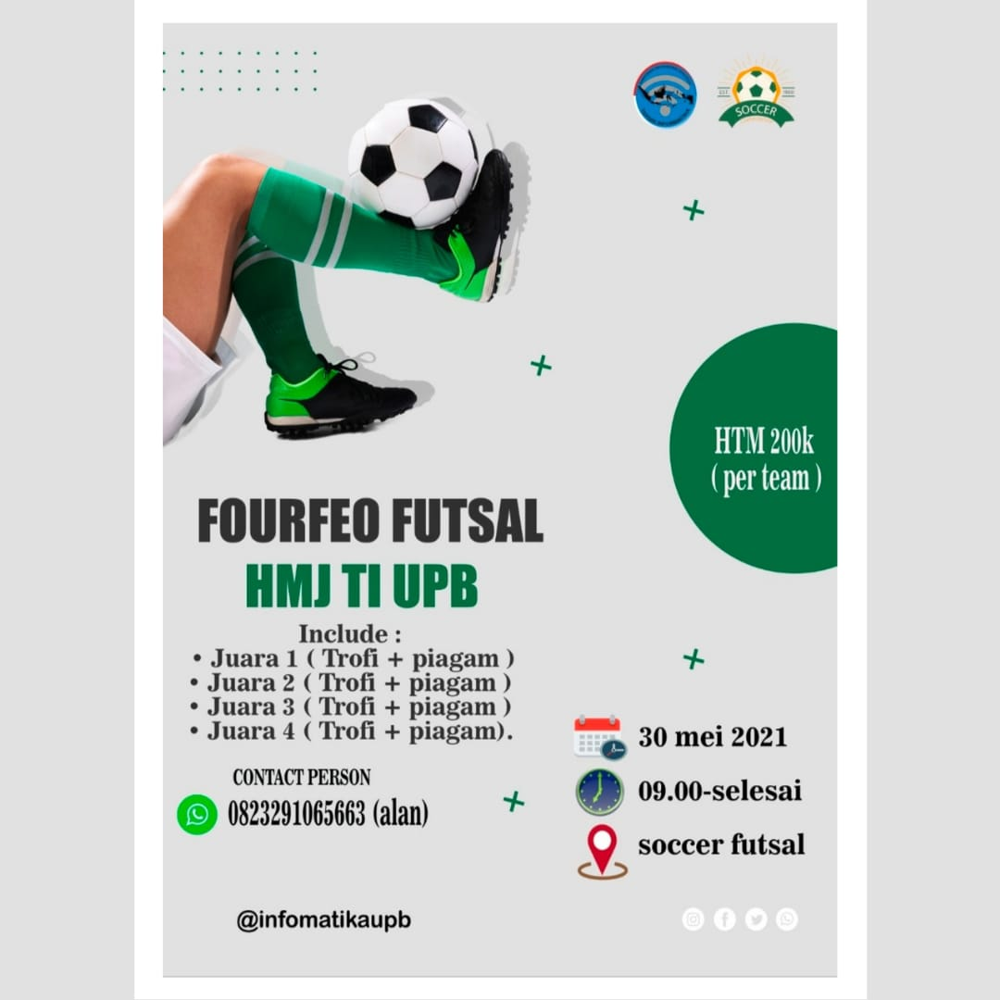 EST.
1990
SOCCER
HTM 200k
( per team )
FOURFEO FUTSAL
HMJ TI UPB
Include :
• Juara 1 ( Trofi + piagam )
• Juara 2 ( Trofi + piagam )
• Juara 3 ( Trofi + piagam )
• Juara 4 ( Trofi + piagam).
CONTACT PERSON
0823291065663 (alan)
30 mei 2021
09.00-selesai
soccer futsal
@infomatikaupb